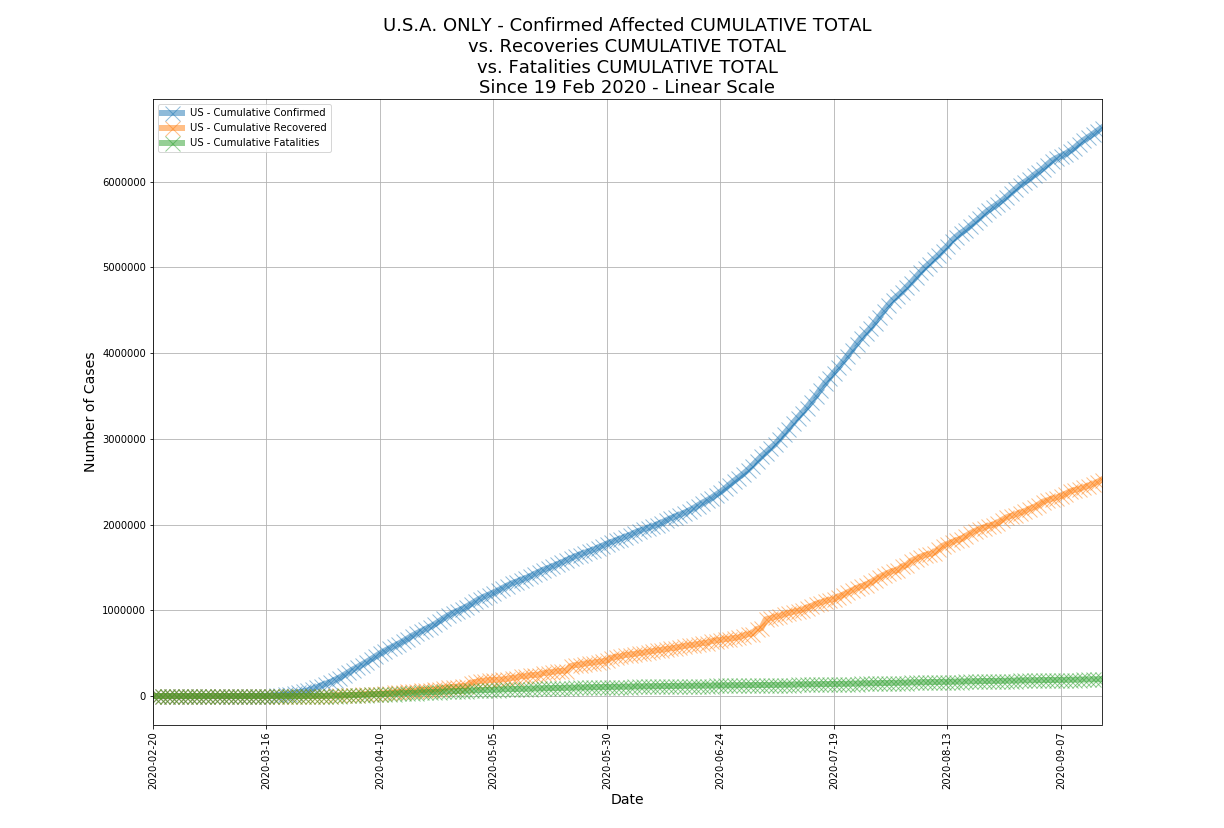 U.S.A. ONLY - Confirmed Affected CUMULATIVE TOTAL
vs. Recoveries CUMULATIVE TOTAL
vs. Fatalities CUMULATIVE TOTAL
Since 19 Feb 2020 - Linear Scale
US - Cumulative Confirmed
US - Cumulative Recovered
US - Cumulative Fatalities
Number of Cases
6000000
5000000
4000000
3000000
2000000
1000000
0
2020-02-20
2020-03-16
2020-04-10
2020-05-05
2020-05-30
2020-06-24
2020-07-19
2020-08-13
2020-09-07
Date